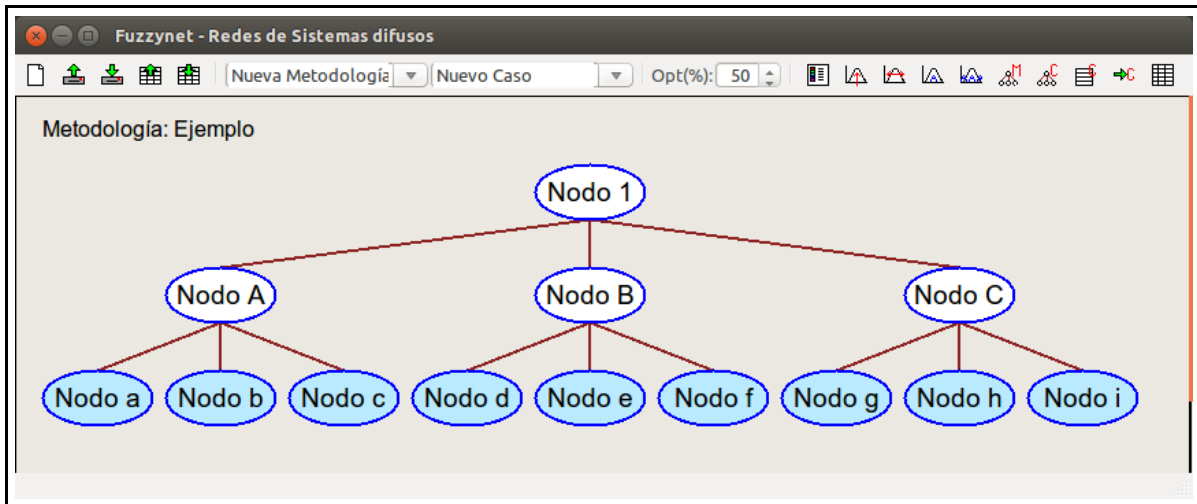 Fuzzynet - Redes de Sistemas difusos
Nueva Metodología Nuevo Caso Opt(%): 50
Metodología: Ejemplo
Nodo 1
Nodo A Nodo B Nodo C
Nodo a Nodo b Nodo c Nodo d Nodo e Nodo f Nodo g Nodo h Nodo i